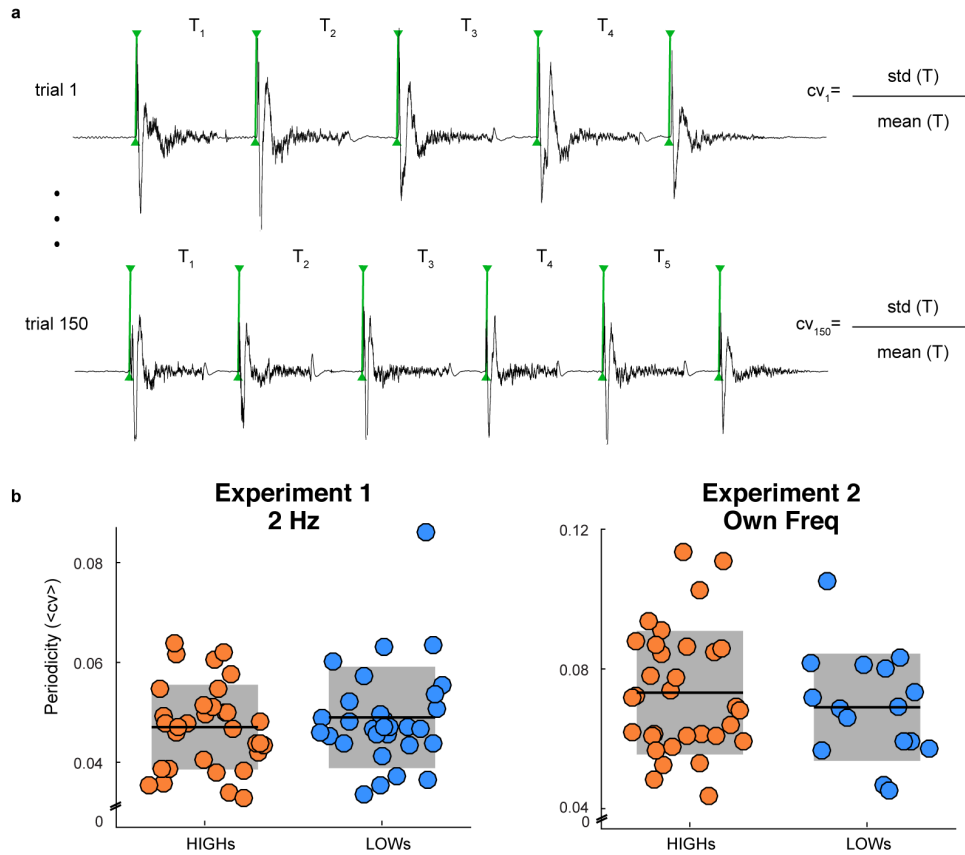 a
T1 T2 T3 T4
trial 1
cv1= std (T)
mean (T)
T1 T2 T3 T4 T5
trial 150
cv150= std (T)
mean (T)
b
Experiment 1
2 Hz
Periodicity (<cv>)
0.08
0.06
0.04
0
HIGHs LOWs
Experiment 2
Own Freq
0.12
0.08
0.04
0
HIGHs LOWs